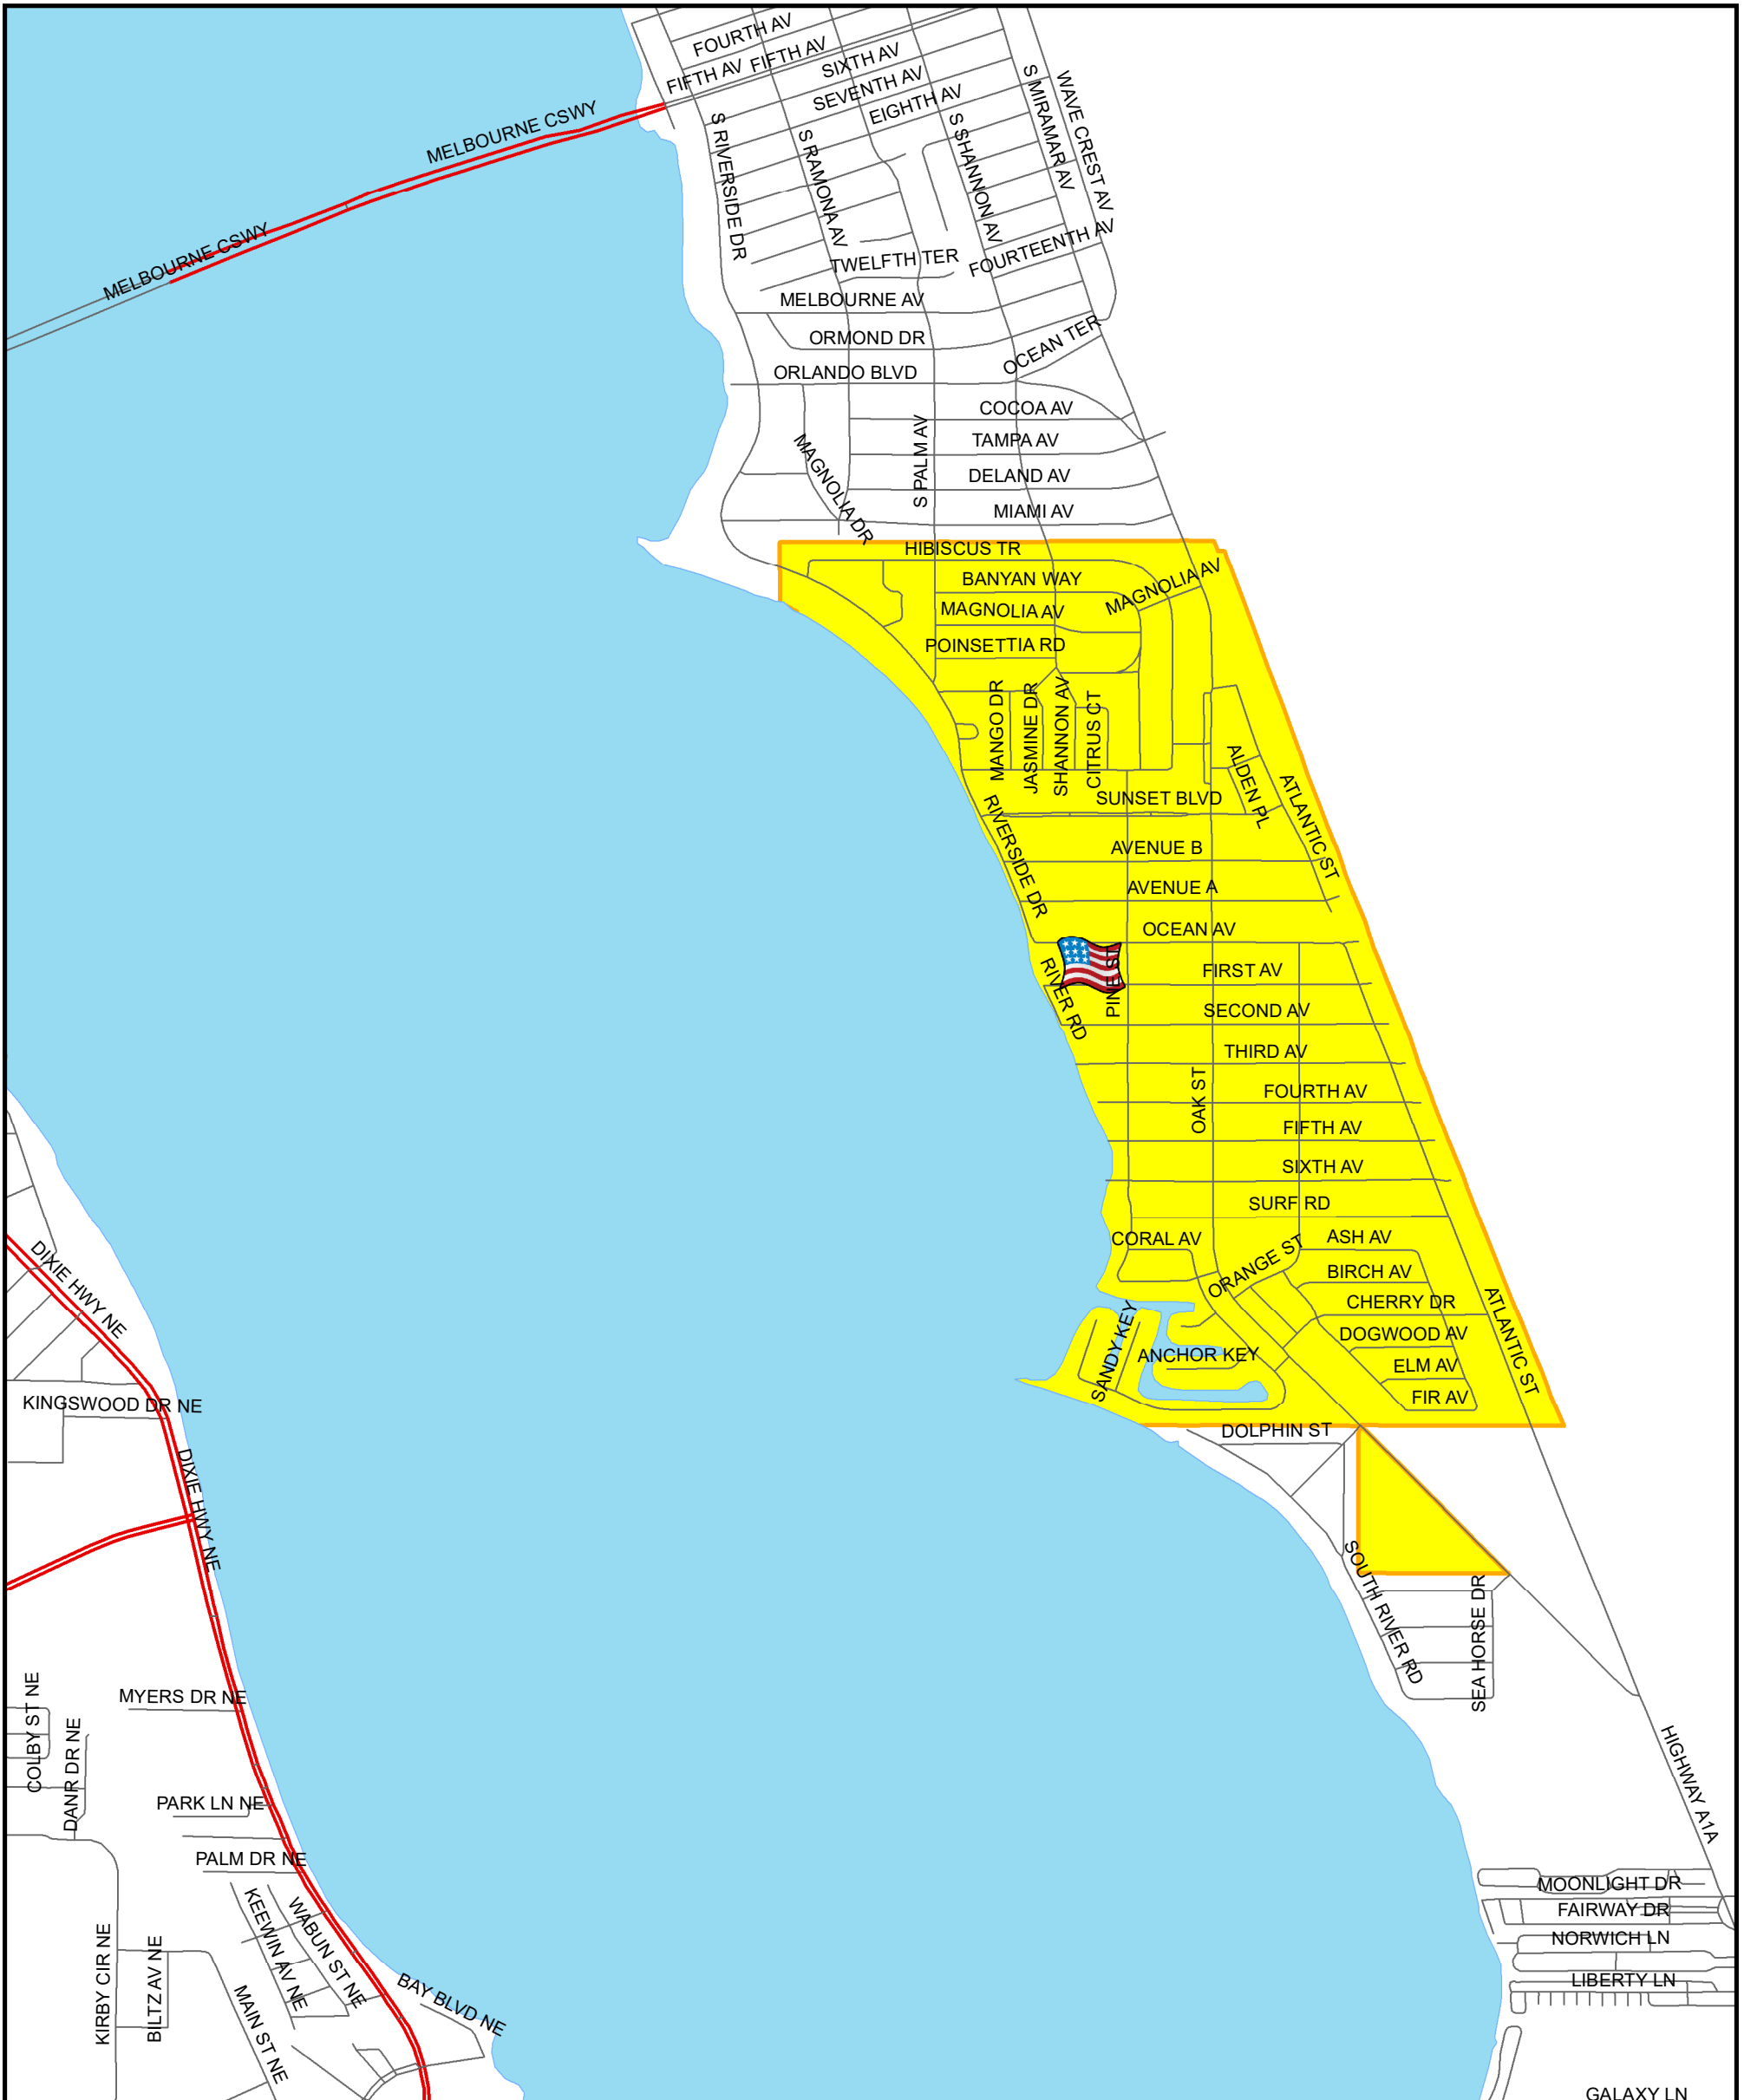 FOURTH AV
FIFTH AV
FIFTH AV
SIXTH AV
SEVENTH AV
EIGHTH AV
S MIRAMAR AV
WAVE CREST AV
MELBOURNE CSWY
S RIVERSIDE DR
S RAMONA AV
S SHANNON AV
MELBOURNE CSWY
TWELFTH TER
FOURTEENTH AV
MELBOURNE AV
ORMOND DR
OCEAN TER
ORLANDO BLVD
COCOA AV
TAMPA AV
S PALM AV
MAGNOLIA DR
DELAND AV
MIAMI AV
HIBISCUS TR
BANYAN WAY
MAGNOLIA AV
MAGNOLIA AV
POINSETTIA RD
MANGO DR
JASMINE DR
SHANNON AV
CITRUS CT
ALDEN PL
ATLANTIC ST
SUNSET BLVD
RIVERSIDE DR
AVENUE B
AVENUE A
OCEAN AV
PINE ST
RIVER RD
FIRST AV
SECOND AV
THIRD AV
OAK ST
FOURTH AV
FIFTH AV
SIXTH AV
SURF RD
CORAL AV
ORANGE ST
ASH AV
BIRCH AV
DIXIE HWY NE
CHERRY DR
ATLANTIC ST
DOGWOOD AV
SANDY KEY
ANCHOR KEY
ELM AV
FIR AV
KINGSWOOD DR NE
DOLPHIN ST
DIXIE HWY NE
SOUTH RIVER RD
SEA HORSE DR
MYERS DR NE
COLBY ST NE
DANR DR NE
HIGHWAY A1A
PARK LN NE
PALM DR NE
MOONLIGHT DR
FAIRWAY DR
KEEWIN AV NE
WABUN ST NE
NORWICH LN
KIRBY CIR NE
BILTZ AV NE
LIBERTY LN
MAIN ST NE
BAY BLVD NE
GALAXY LN